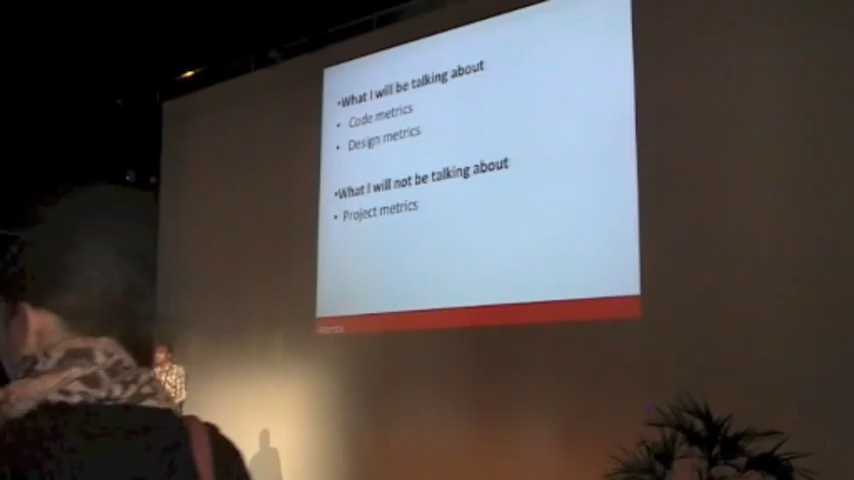 •What I will be talking about
• Code metrics
• Design metrics
•What I will not be talking about
• Project metrics